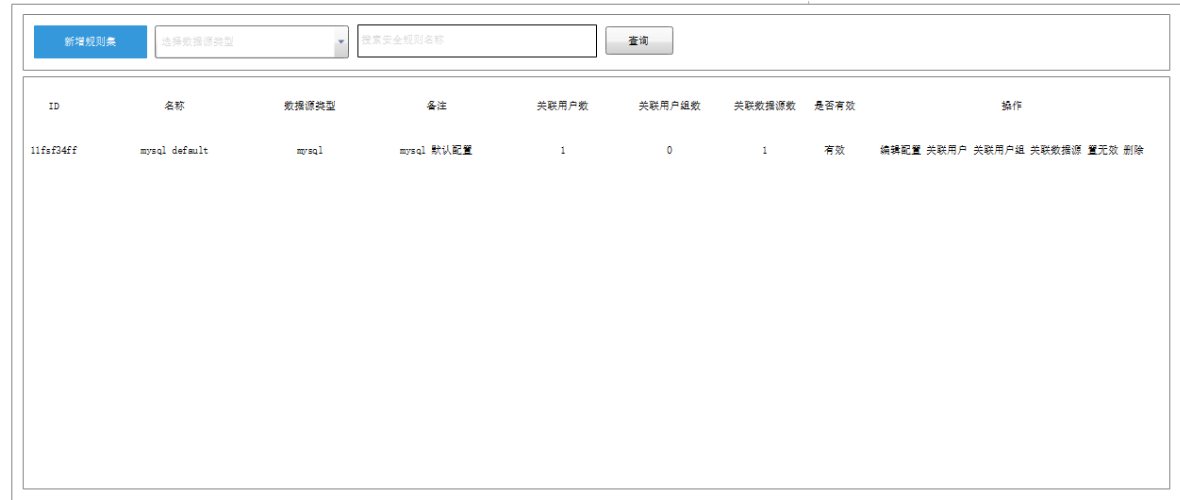 新增规则集 选择数据源类型 搜索安全规则名称 查询
ID 名称 数据源类型 备注 关联用户数 关联用户组数 关联数据源数 是否有效 操作
11fsf34ff mysql default mysql mysql 默认配置 1 0 1 有效 编辑配置 关联用户 关联用户组 关联数据源 置无效 删除